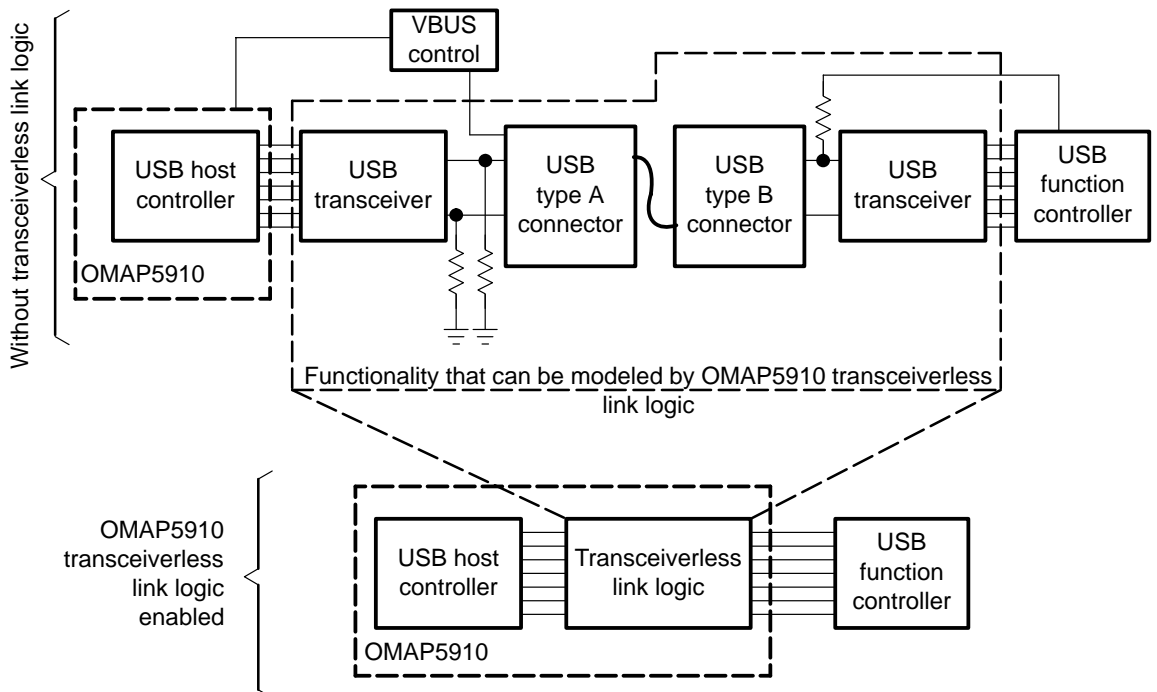 Without transceiverless link logic
VBUS
control
USB host
controller
OMAP5910
USB
transceiver
USB
type A
connector
USB
type B
connector
USB
transceiver
USB
function
controller
Functionality that can be modeled by OMAP5910 transceiverless
link logic
OMAP5910
transceiverless
link logic
enabled
USB host
controller
OMAP5910
Transceiverless
link logic
USB
function
controller